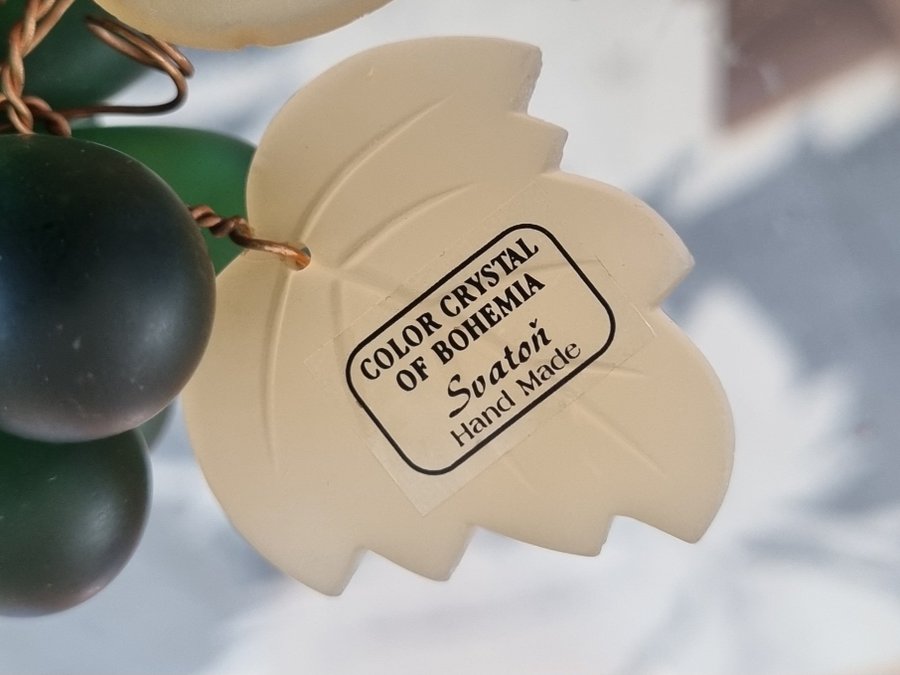 COLOR CRYSTAL
OF BOHEMIA
Svatoň
Hand Made